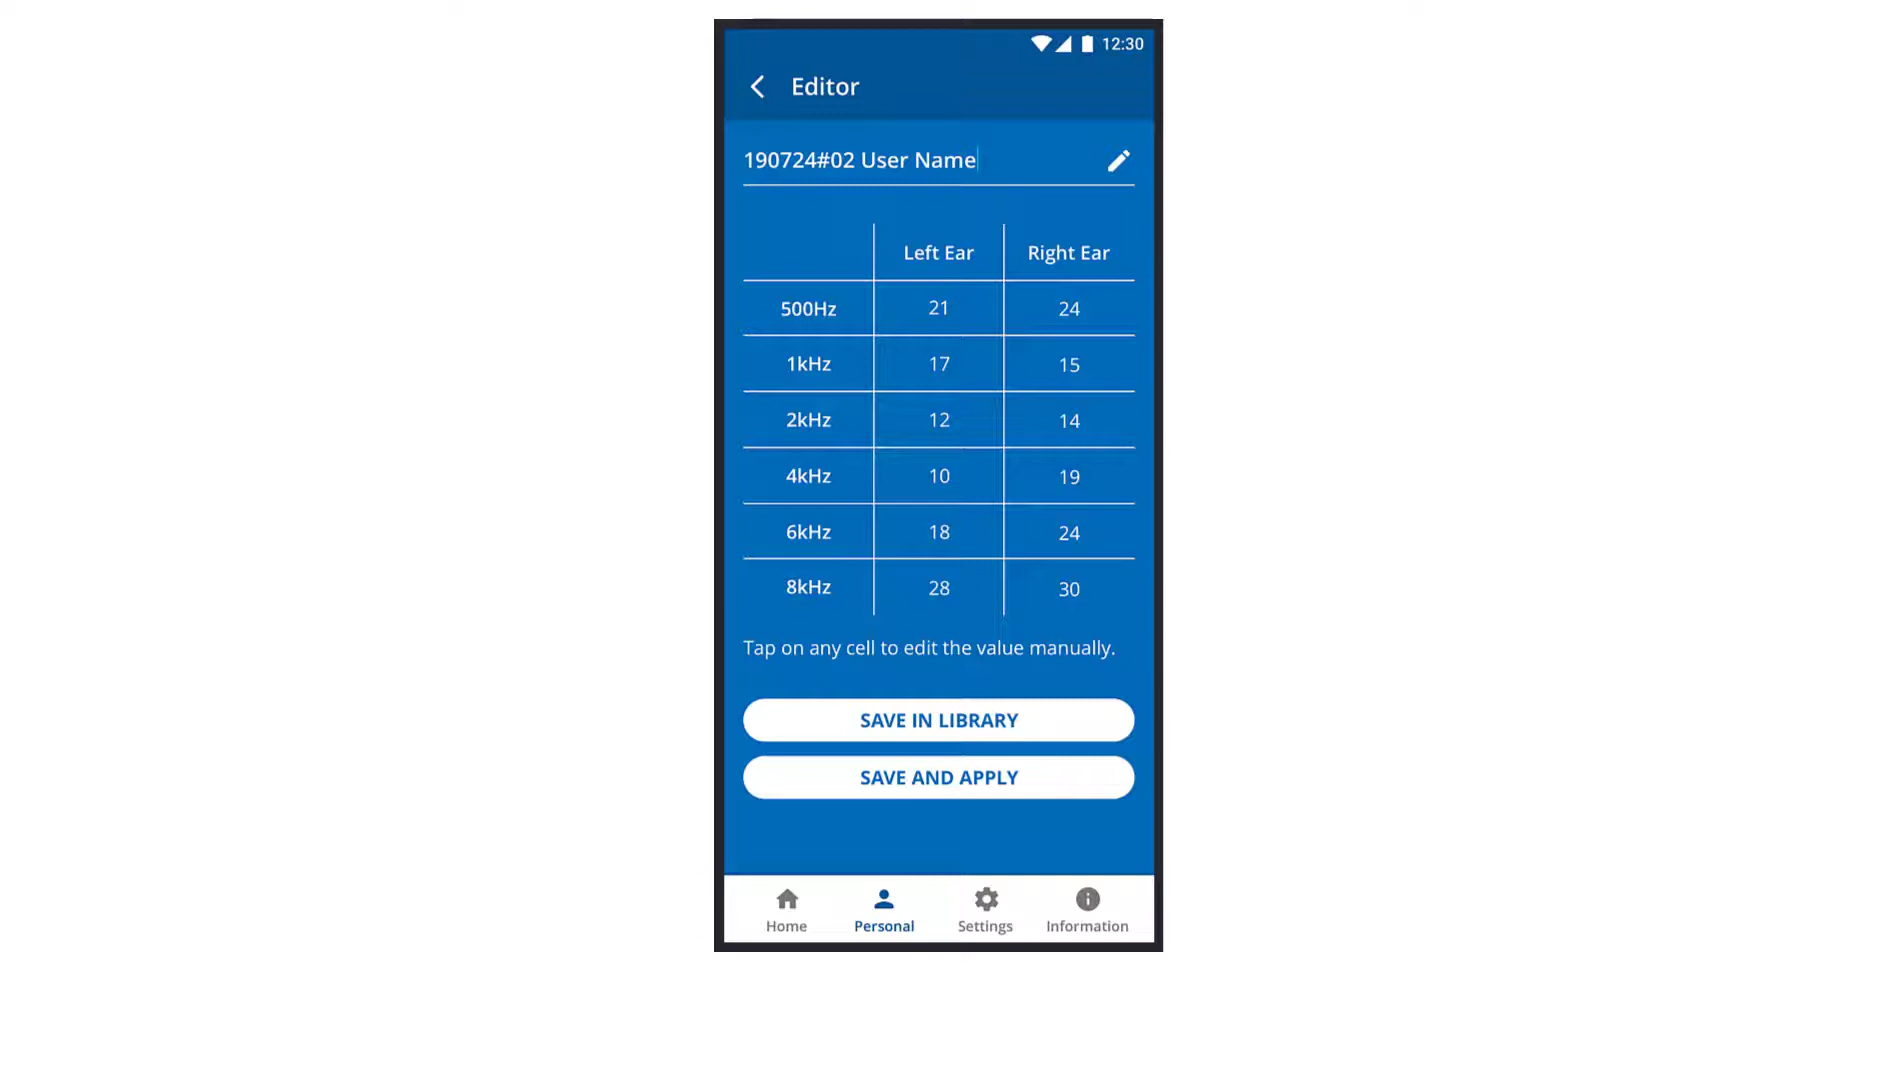 12:30
Editor
190724#02 User Name
Left Ear Right Ear
500Hz 21 24
1kHz 17 15
2kHz 12 14
4kHz 10 19
6kHz 18 24
8kHz 28 30
Tap on any cell to edit the value manually.
SAVE IN LIBRARY
SAVE AND APPLY
Home Personal Settings Information